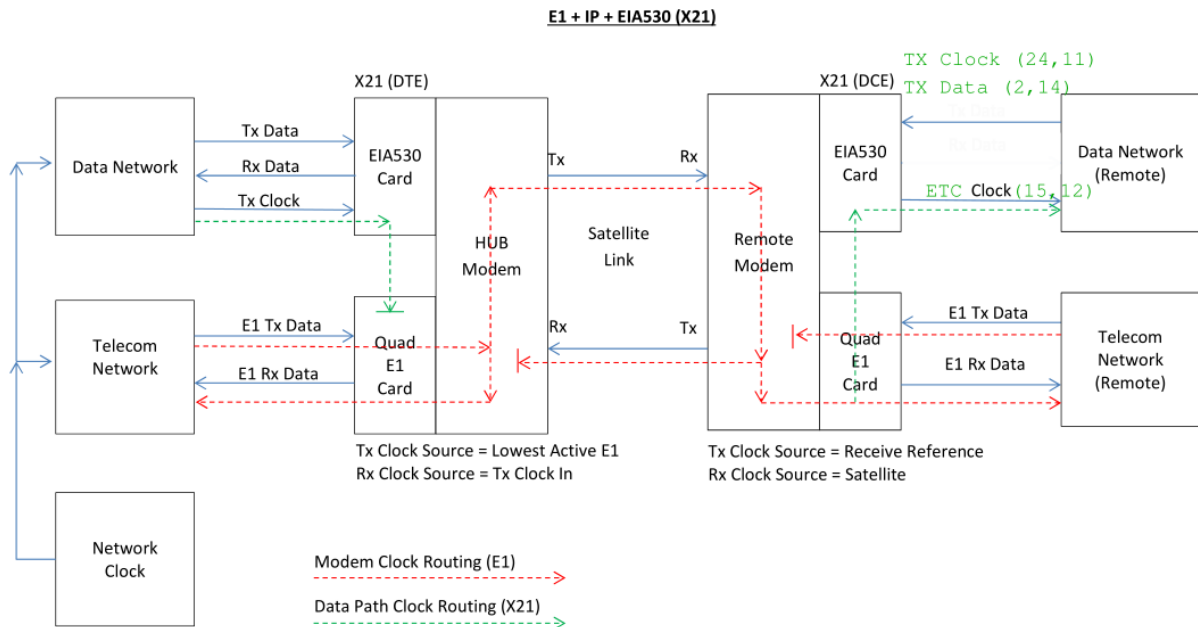 E1 + IP + EIA530 (X21)
TX Clock (24,11)
X21 (DTE)
X21 (DCE)
TX Data (2,14)
Tx Data
Tx Data
EIA530
Card
EIA530
Card
Data Network
Rx Data
Rx Data
Data Network
(Remote)
Tx
Rx
Tx Clock
ETC Clock(15,12)
HUB
Modem
Satellite
Link
Remote
Modem
E1 Tx Data
Rx
Tx
E1 Tx Data
Telecom
Network
Quad
E1
Card
Quad
E1
Card
Telecom
Network
(Remote)
E1 Rx Data
E1 Rx Data
Tx Clock Source = Lowest Active E1
Rx Clock Source = Tx Clock In
Tx Clock Source = Receive Reference
Rx Clock Source = Satellite
Network
Clock
Modem Clock Routing (E1)
Data Path Clock Routing (X21)